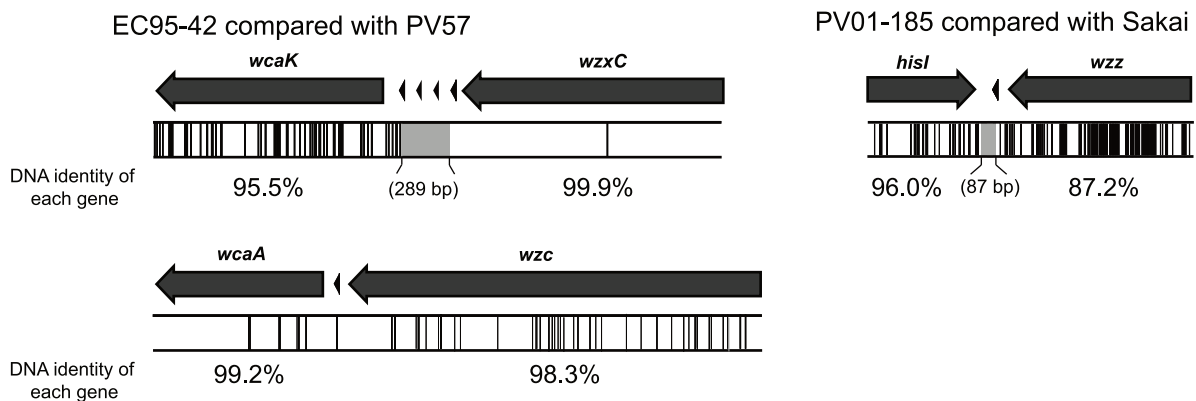 EC95-42 compared with PV57
wcaK
wzxC
DNA identity of
each gene
95.5%
(289 bp)
99.9%
PV01-185 compared with Sakai
hisI
wzz
96.0%
(87 bp)
87.2%
wcaA
wzc
DNA identity of
each gene
99.2%
98.3%